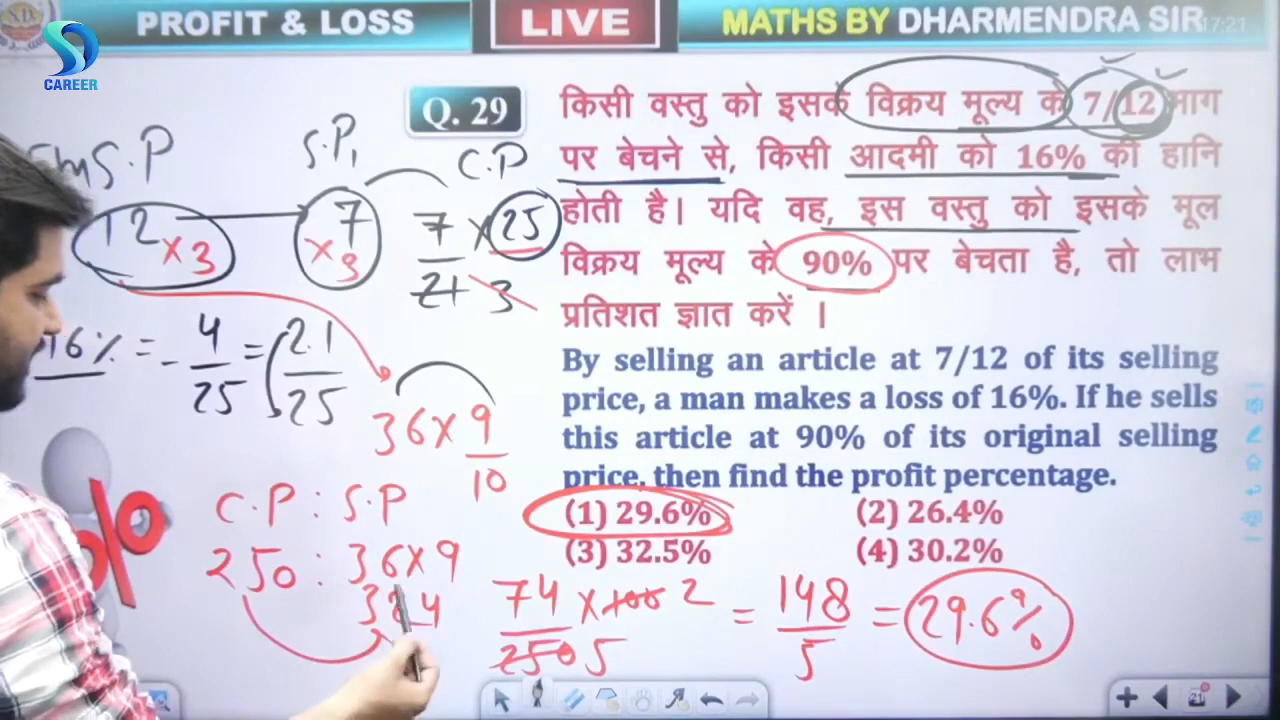 PROFIT & LOSS
LIVE
MATHS BY DHARMENDRA SIR
17:21
CAREER
Q. 29
किसी वस्तु को इसके विक्रय मूल्य के 7/12 भाग
पर बेचने से, किसी आदमी को 16% की हानि
होती है। यदि वह, इस वस्तु को इसके मूल
विक्रय मूल्य के 90% पर बेचता है, तो लाभ
प्रतिशत ज्ञात करें ।
By selling an article at 7/12 of its selling
price, a man makes a loss of 16%. If he sells
this article at 90% of its original selling
price, then find the profit percentage.
(1) 29.6% (2) 26.4%
(3) 32.5% (4) 30.2%
S.P S.P₁ C.P
12 ×3 7 ×3 7/21 × 25
3
16% = -4/25 = 21/25
36 × 9/10
C.P : S.P
250 : 36×9
324
74/250 × 100 2 = 148/5 = 29.6%
5
%
21